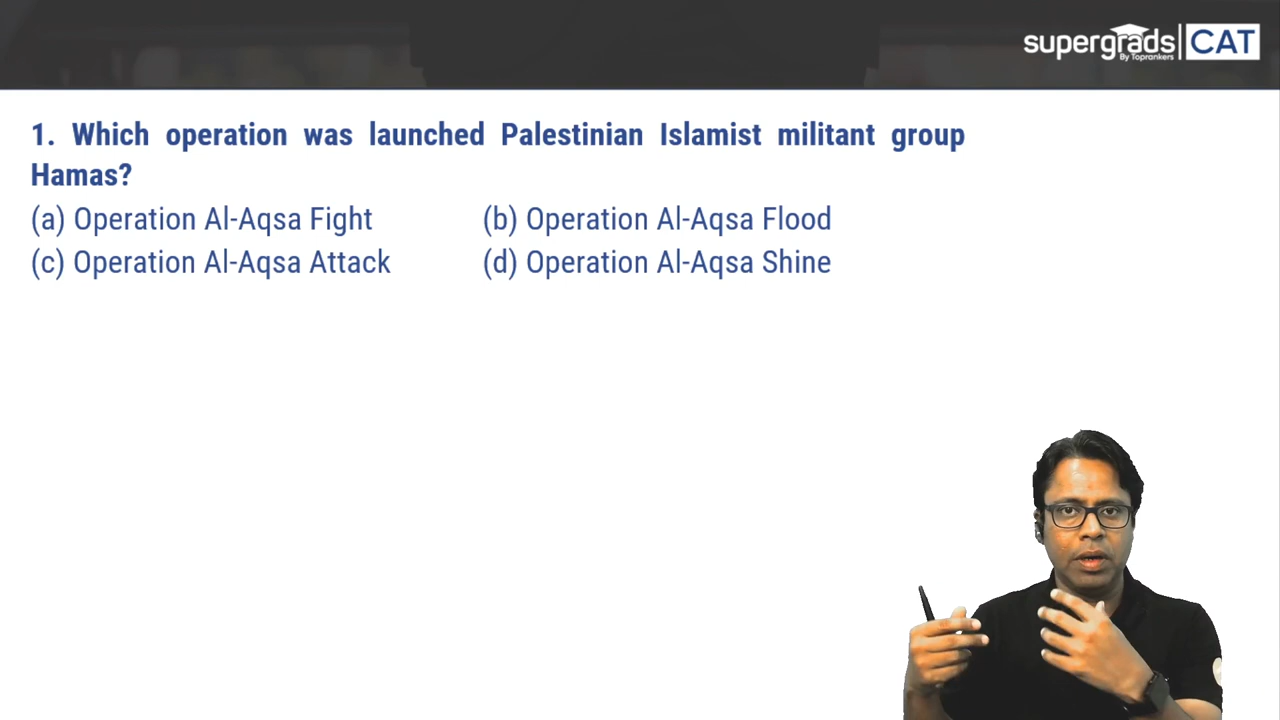 supergrads CAT
By Toprankers
1. Which operation was launched Palestinian Islamist militant group
Hamas?
(a) Operation Al-Aqsa Fight (b) Operation Al-Aqsa Flood
(c) Operation Al-Aqsa Attack (d) Operation Al-Aqsa Shine